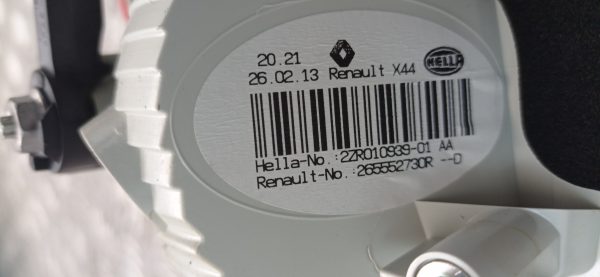 20.21
26.02.13 Renault X44 HELLA
Hella-No.:2ZR010939-01 AA
Renault-No.:265552730R --D